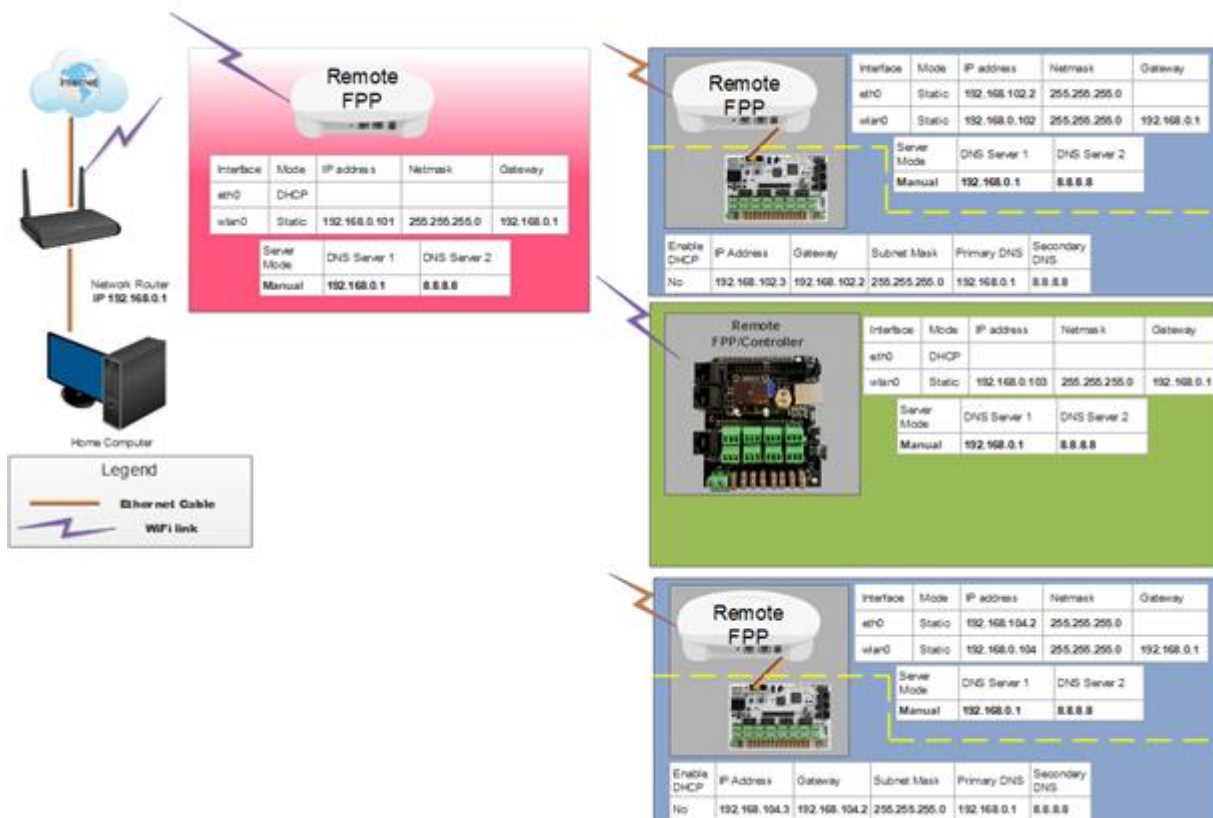 Internet
Network Router
IP 192.168.0.1
Home Computer
Legend
Ethernet Cable
WiFi link
Remote
FPP
Interface Mode IP address Netmask Gateway
eth0 DHCP
wlan0 Static 192.168.0.101 255.255.255.0 192.168.0.1
Server
Mode DNS Server 1 DNS Server 2
Manual 192.168.0.1 8.8.8.8
Remote
FPP
Interface Mode IP address Netmask Gateway
eth0 Static 192.168.102.2 255.255.255.0
wlan0 Static 192.168.0.102 255.255.255.0 192.168.0.1
Server
Mode DNS Server 1 DNS Server 2
Manual 192.168.0.1 8.8.8.8
Enable
DHCP IP Address Gateway Subnet Mask Primary DNS Secondary
DNS
No 192.168.102.3 192.168.102.2 255.255.255.0 192.168.0.1 8.8.8.8
Remote
FPP/Controller
Interface Mode IP address Netmask Gateway
eth0 DHCP
wlan0 Static 192.168.0.103 255.255.255.0 192.168.0.1
Server
Mode DNS Server 1 DNS Server 2
Manual 192.168.0.1 8.8.8.8
Remote
FPP
Interface Mode IP address Netmask Gateway
eth0 Static 192.168.104.2 255.255.255.0
wlan0 Static 192.168.0.104 255.255.255.0 192.168.0.1
Server
Mode DNS Server 1 DNS Server 2
Manual 192.168.0.1 8.8.8.8
Enable
DHCP IP Address Gateway Subnet Mask Primary DNS Secondary
DNS
No 192.168.104.3 192.168.104.2 255.255.255.0 192.168.0.1 8.8.8.8